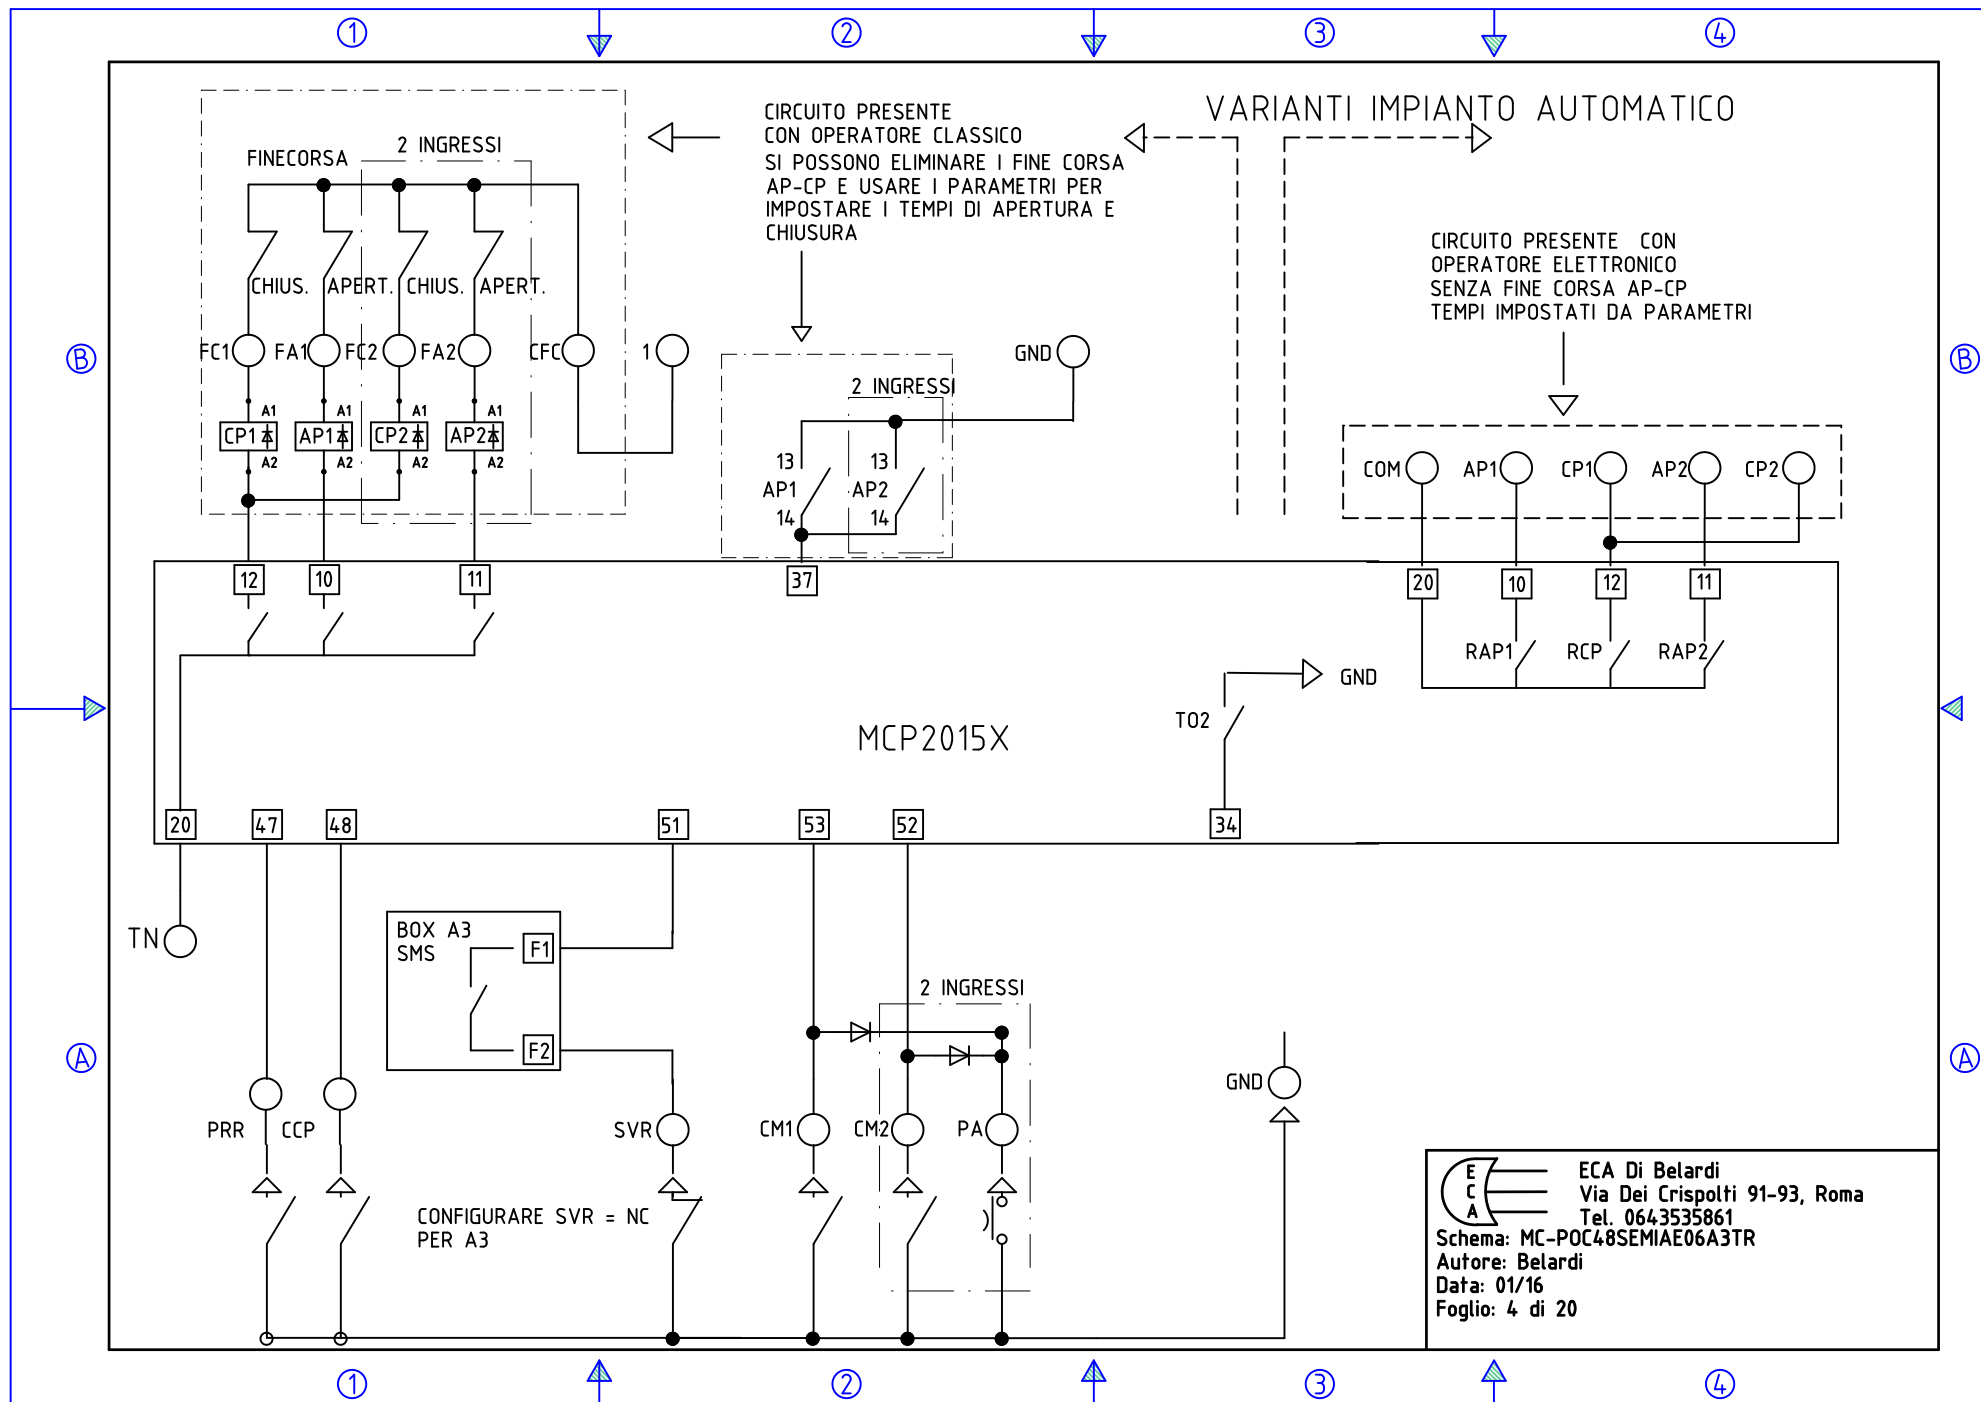 1
2
3
4
VARIANTI IMPIANTO AUTOMATICO
CIRCUITO PRESENTE
CON OPERATORE CLASSICO
SI POSSONO ELIMINARE I FINE CORSA
AP-CP E USARE I PARAMETRI PER
IMPOSTARE I TEMPI DI APERTURA E
CHIUSURA
2 INGRESSI
FINECORSA
CIRCUITO PRESENTE CON
OPERATORE ELETTRONICO
SENZA FINE CORSA AP-CP
TEMPI IMPOSTATI DA PARAMETRI
CHIUS. APERT. CHIUS. APERT.
B
FC1 FA1 FC2 FA2 CFC 1
GND
B
2 INGRESSI
A1 A1 A1 A1
CP1 AP1 CP2 AP2
A2 A2 A2 A2
13 13
AP1 AP2
14 14
COM AP1 CP1 AP2 CP2
12 10 11 37
20 10 12 11
RAP1 RCP RAP2
GND
TO2
MCP2015X
20 47 48 51 53 52 34
TN
BOX A3
SMS
F1
F2
2 INGRESSI
A
A
GND
PRR CCP SVR CM1 CM2 PA
CONFIGURARE SVR = NC
PER A3
E
C
A
ECA Di Belardi
Via Dei Crispolti 91-93, Roma
Tel. 0643535861
Schema: MC-POC48SEMIAE06A3TR
Autore: Belardi
Data: 01/16
Foglio: 4 di 20
1
2
3
4